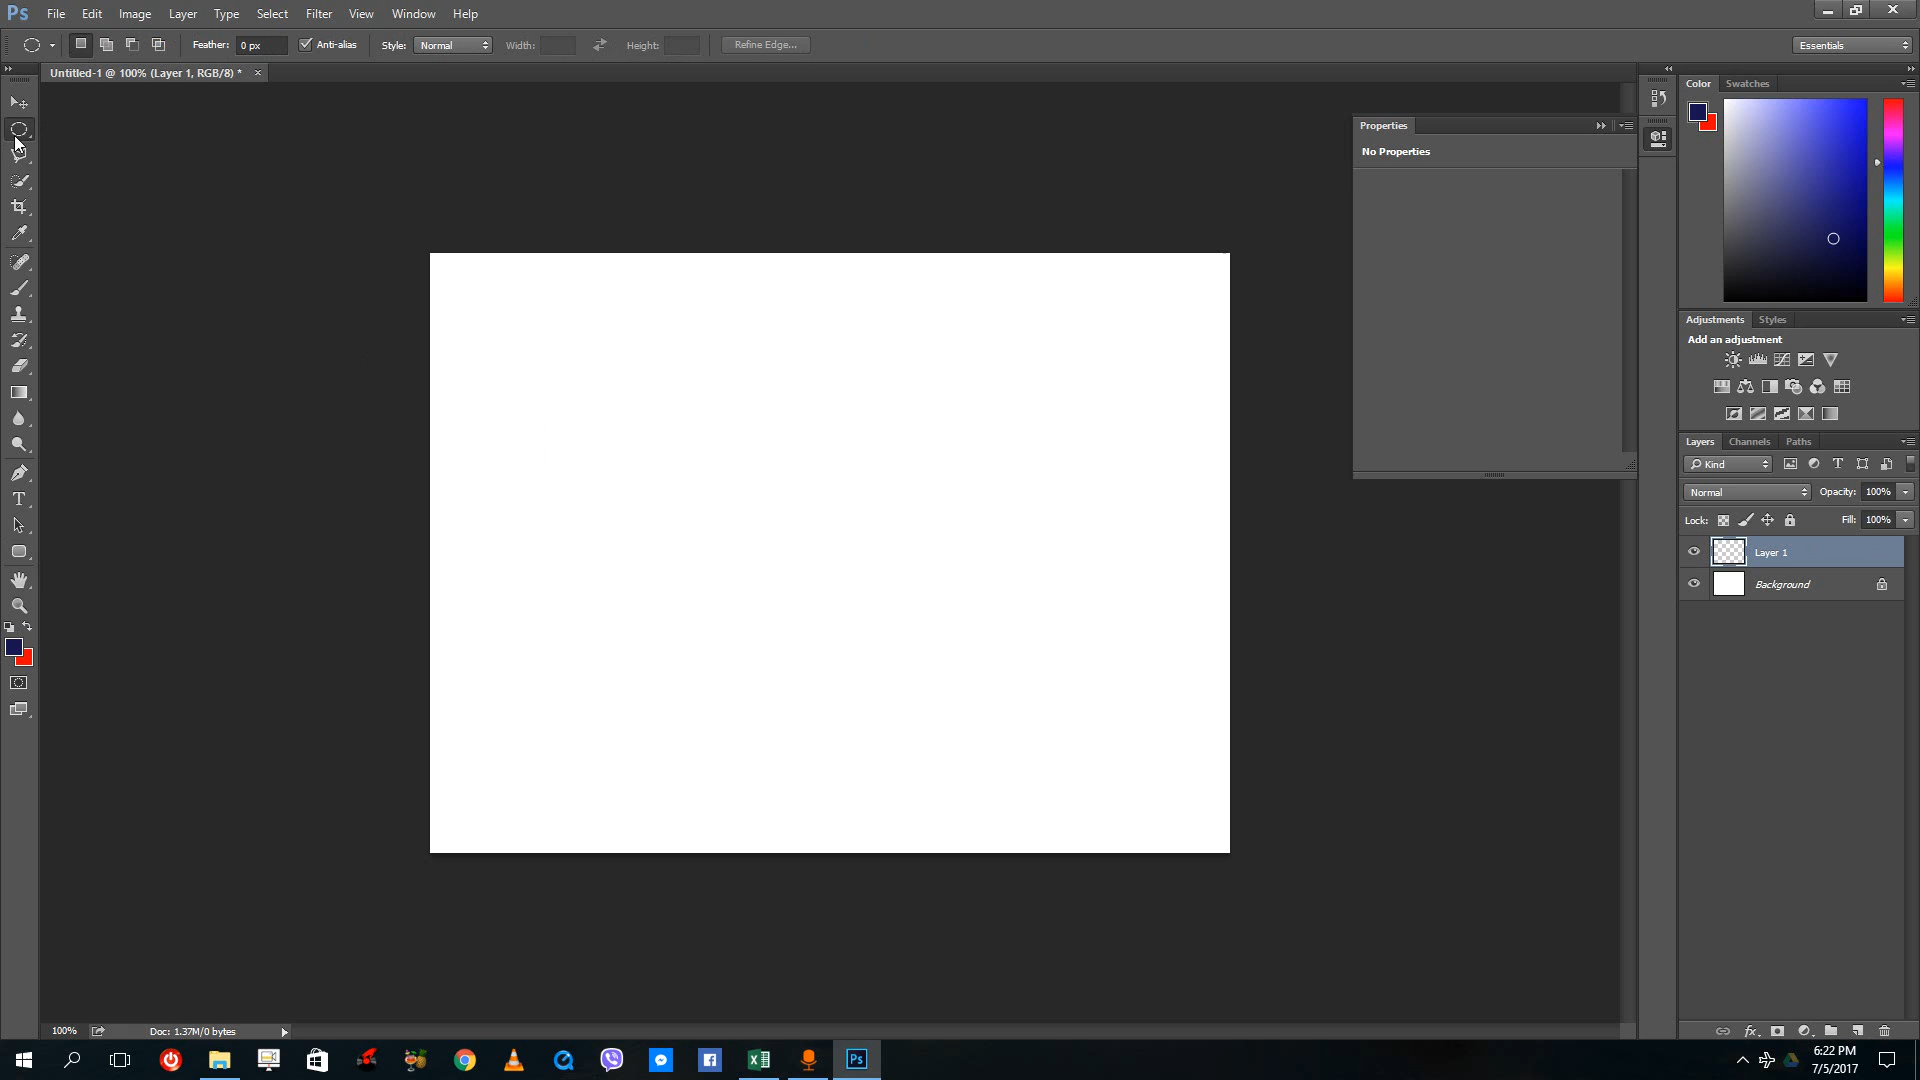 Ps File Edit Image Layer Type Select Filter View Window Help
Feather: 0 px Anti-alias Style: Normal Width: Height: Refine Edge... Essentials
Untitled-1 @ 100% (Layer 1, RGB/8) * ×
Color Swatches
Properties
No Properties
Adjustments Styles
Add an adjustment
Layers Channels Paths
Kind T
Normal Opacity: 100%
Lock: Fill: 100%
Layer 1
Background
T
fx
100% Doc: 1.37M/0 bytes
6:22 PM
7/5/2017
Ps